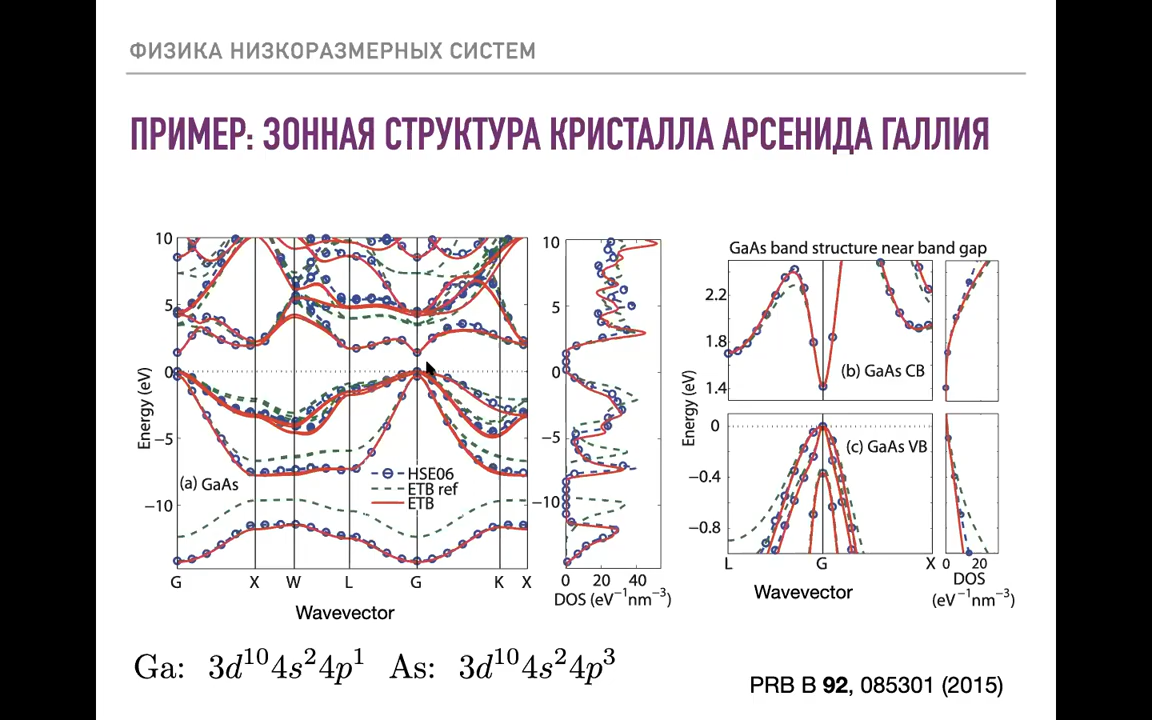 ФИЗИКА НИЗКОРАЗМЕРНЫХ СИСТЕМ
ПРИМЕР: ЗОННАЯ СТРУКТУРА КРИСТАЛЛА АРСЕНИДА ГАЛЛИЯ
10
5
0
−5
−10
Energy (eV)
(a) GaAs
HSE06
ETB ref
ETB
G X W L G K X
Wavevector
10
5
0
−5
−10
0 20 40
DOS (eV⁻¹nm⁻³)
GaAs band structure near band gap
2.2
1.8
1.4
(b) GaAs CB
Energy (eV)
0
−0.4
−0.8
(c) GaAs VB
L G X
Wavevector
0 20
DOS
(eV⁻¹nm⁻³)
Ga: 3d¹⁰4s²4p¹ As: 3d¹⁰4s²4p³
PRB B 92, 085301 (2015)